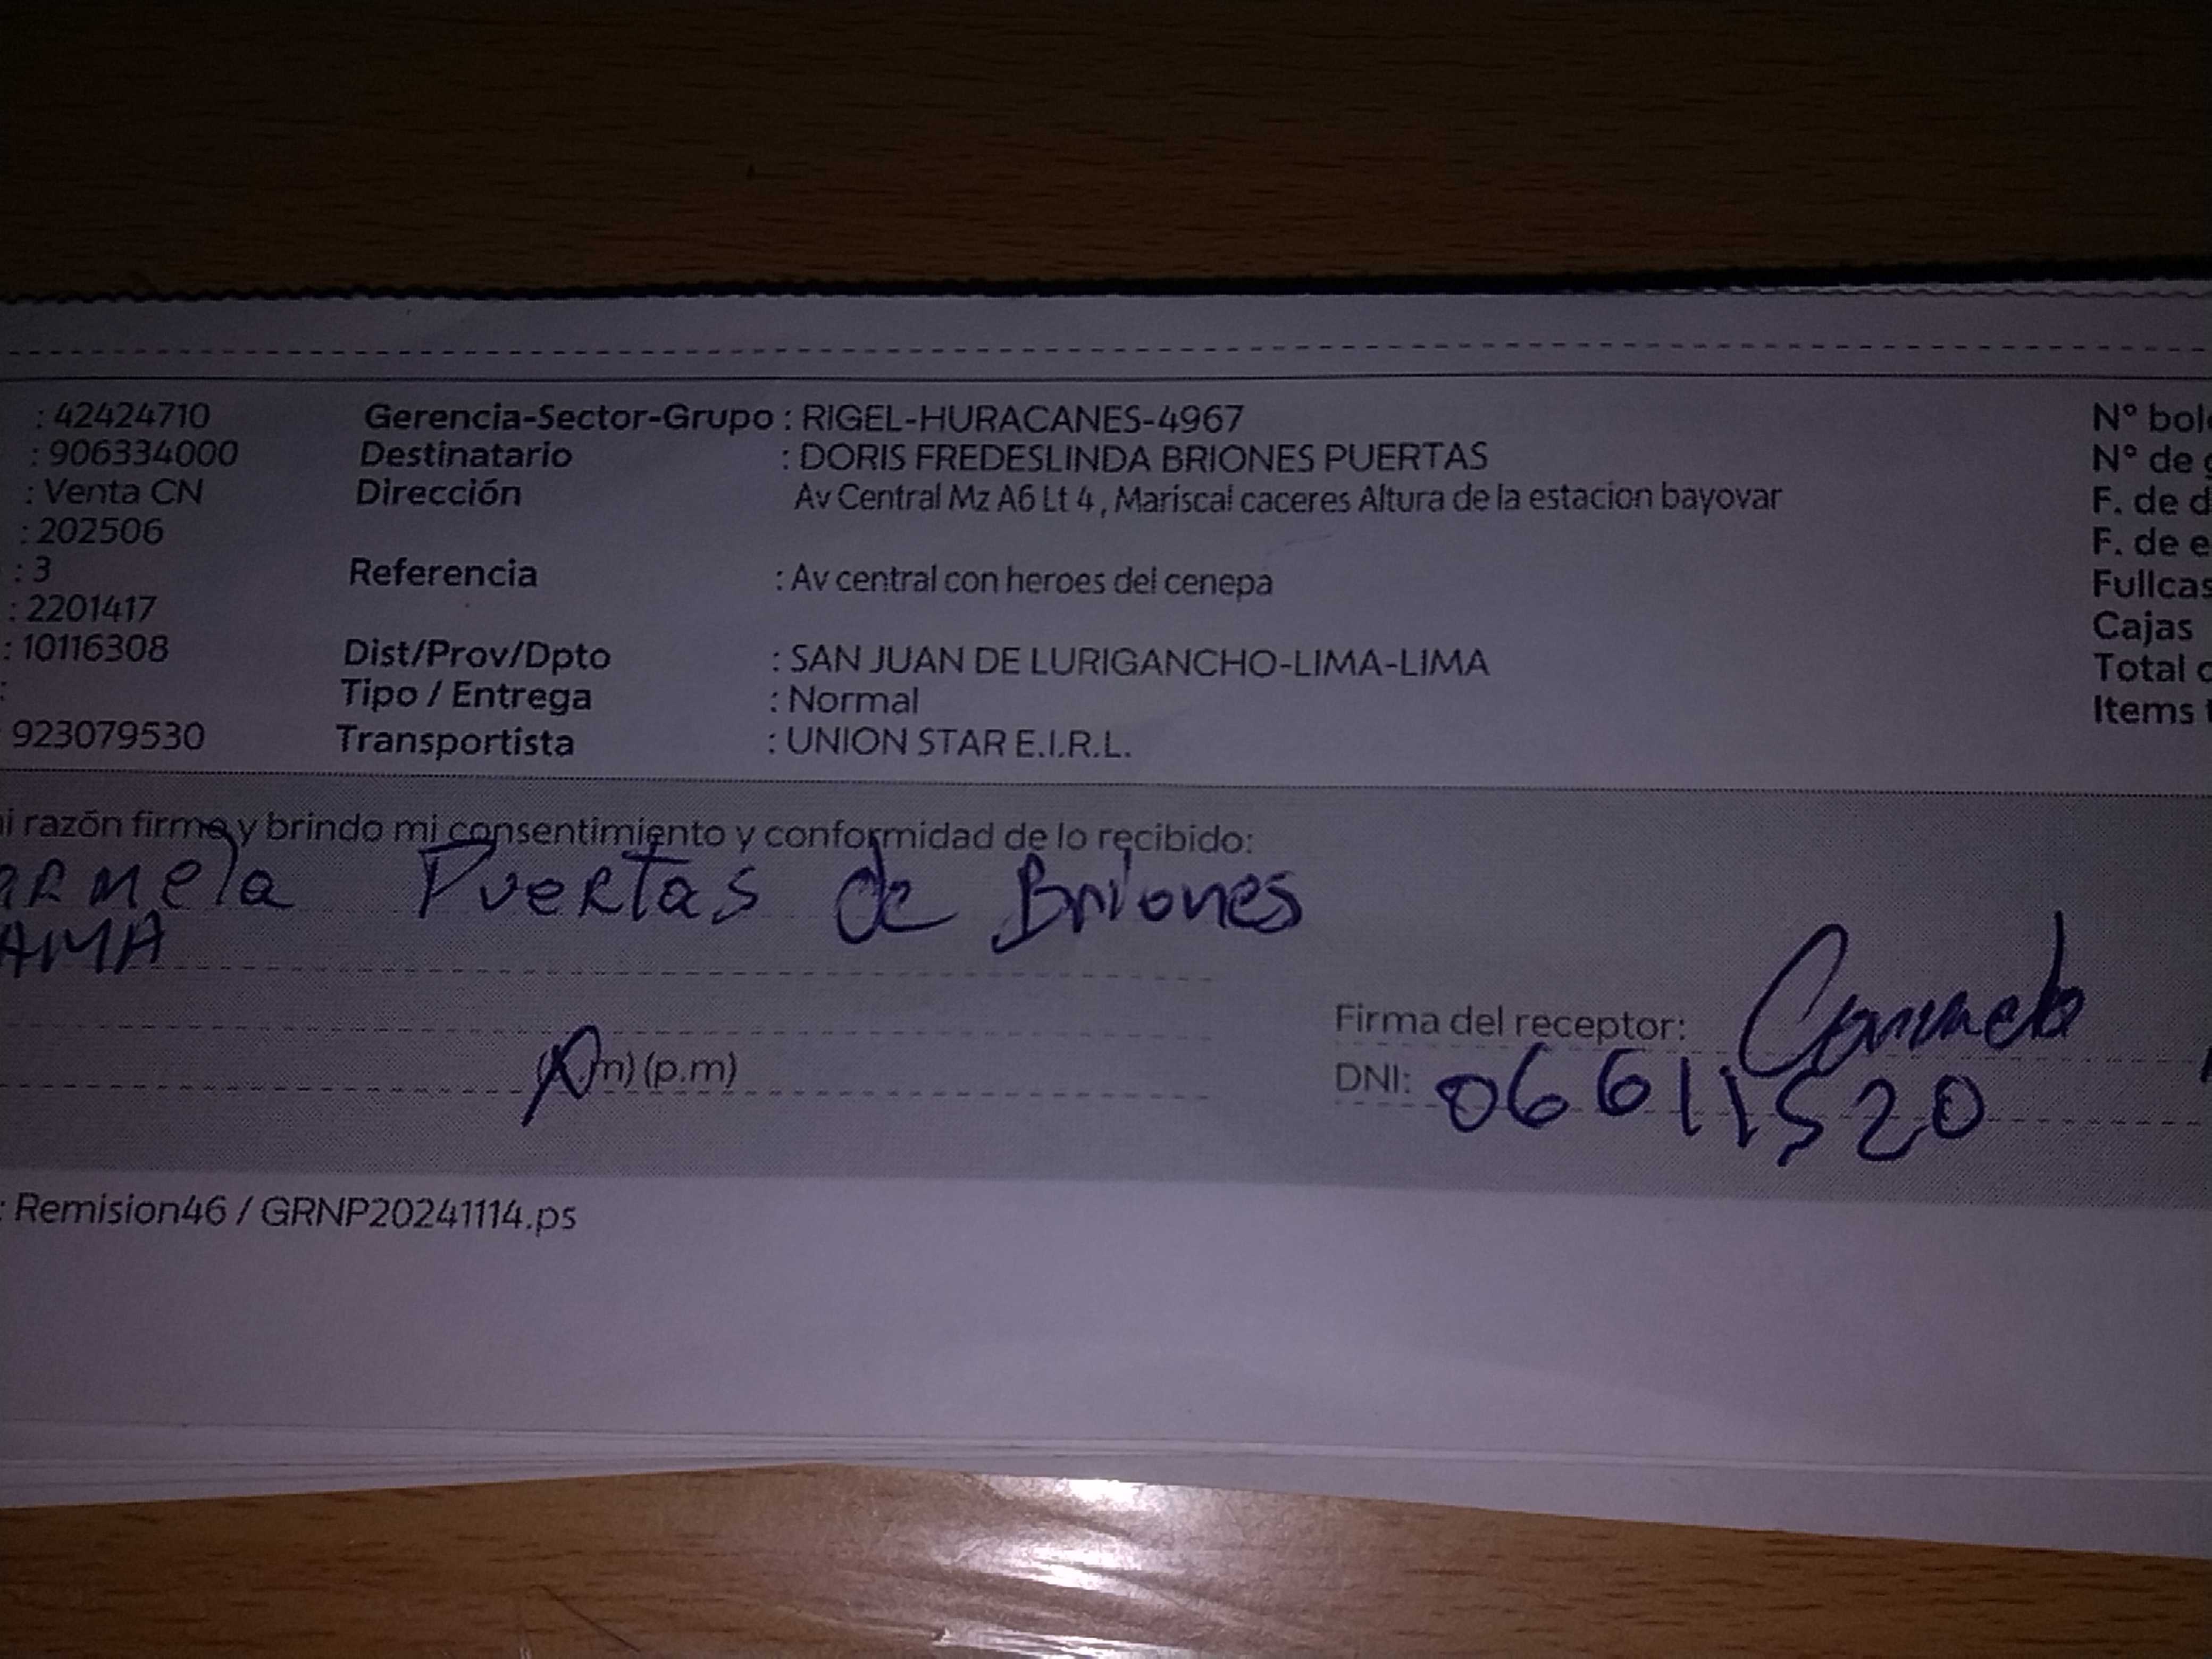 : 42424710 Gerencia-Sector-Grupo : RIGEL-HURACANES-4967 N° bol
: 906334000 Destinatario : DORIS FREDESLINDA BRIONES PUERTAS N° de
: Venta CN Dirección Av Central Mz A6 Lt 4 , Mariscal caceres Altura de la estacion bayovar F. de d
: 202506 F. de e
: 3 Referencia : Av central con heroes del cenepa Fullcas
: 2201417 Cajas
: 10116308 Dist/Prov/Dpto : SAN JUAN DE LURIGANCHO-LIMA-LIMA Total
: Tipo / Entrega : Normal Items
923079530 Transportista : UNION STAR E.I.R.L.
i razón firmo y brindo mi consentimiento y conformidad de lo recibido:
armela Puertas de Briones
AMA
Firma del receptor: Carmela
m) (p.m) DNI: 06611520
: Remision46 / GRNP20241114.ps